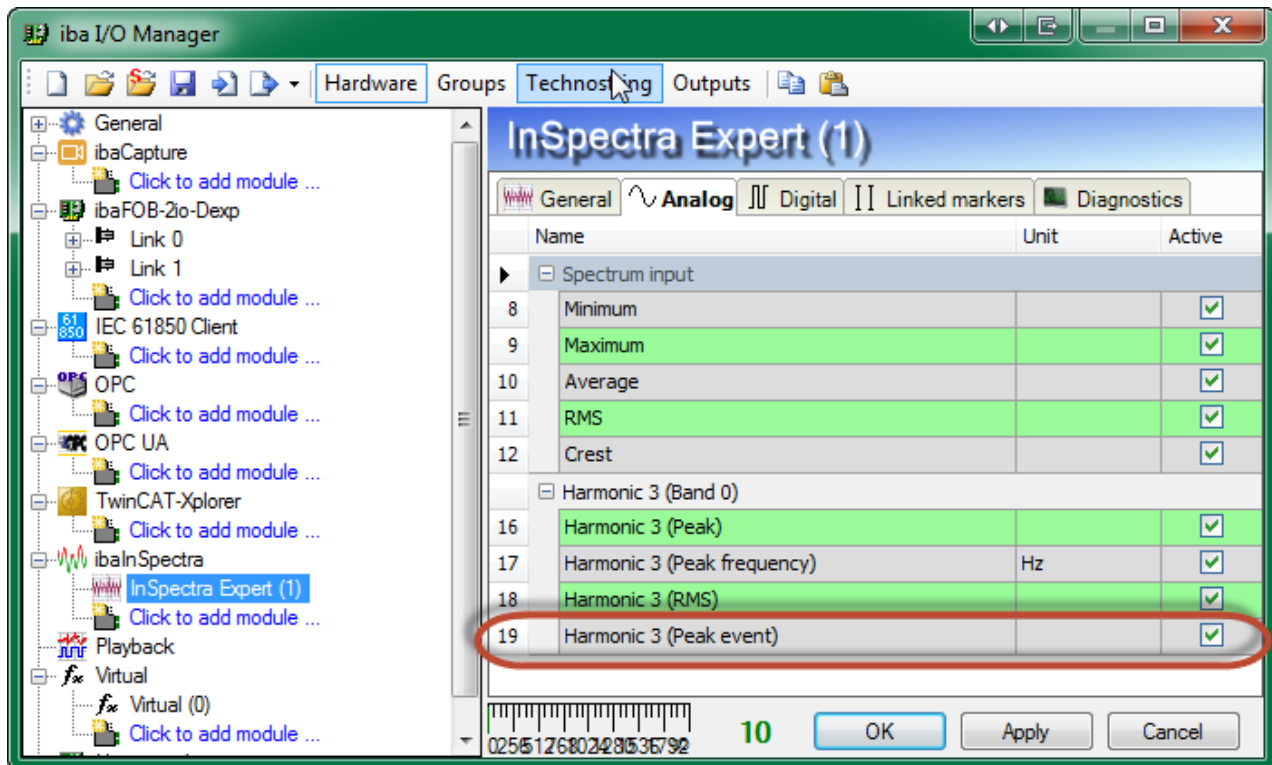 iba I/O Manager
Hardware Groups Technostring Outputs
General
ibaCapture
Click to add module ...
ibaFOB-2io-Dexp
Link 0
Link 1
Click to add module ...
61 850 IEC 61850 Client
Click to add module ...
OPC OPC
Click to add module ...
OPC UA
Click to add module ...
TwinCAT-Xplorer
Click to add module ...
ibaInSpectra
InSpectra Expert (1)
Click to add module ...
Playback
fx Virtual
fx Virtual (0)
Click to add module ...
InSpectra Expert (1)
General Analog Digital Linked markers Diagnostics
Name Unit Active
Spectrum input
8 Minimum
9 Maximum
10 Average
11 RMS
12 Crest
Harmonic 3 (Band 0)
16 Harmonic 3 (Peak)
17 Harmonic 3 (Peak frequency) Hz
18 Harmonic 3 (RMS)
19 Harmonic 3 (Peak event)
10 OK Apply Cancel